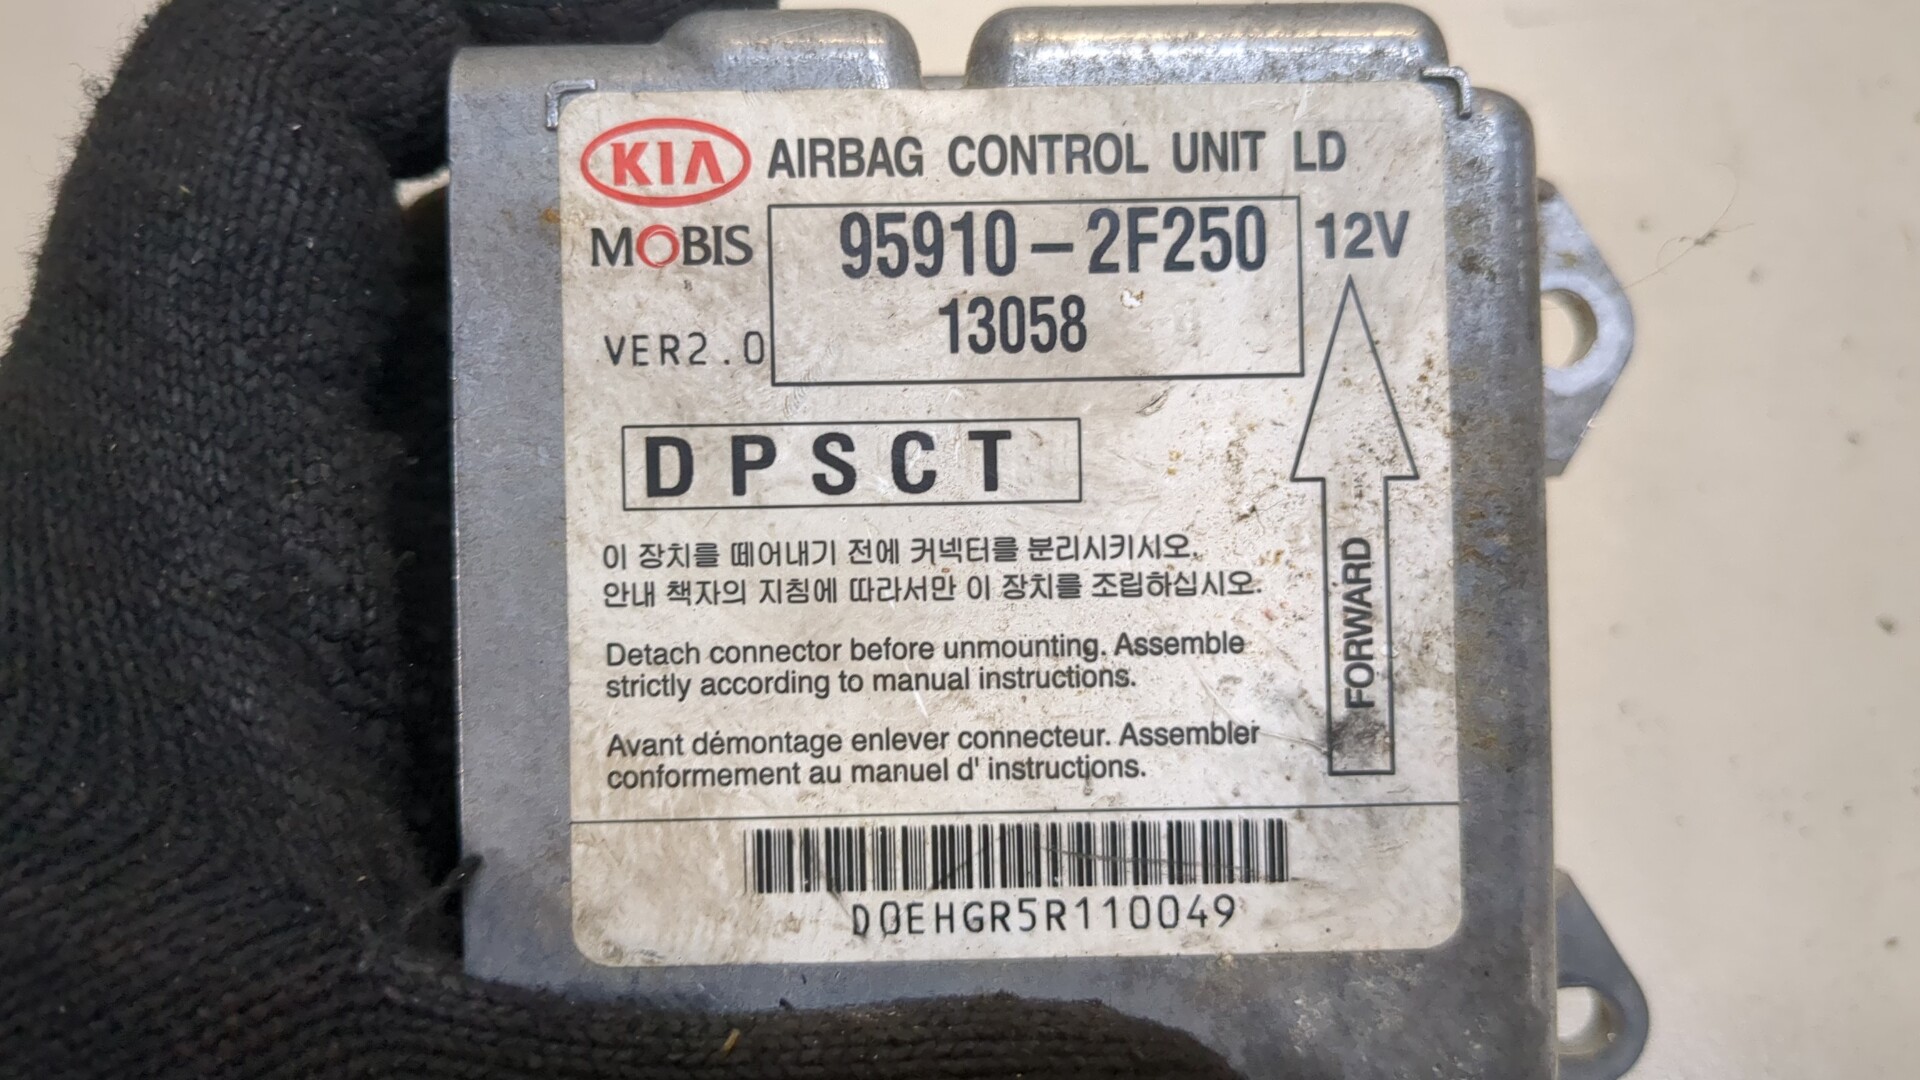 KIA AIRBAG CONTROL UNIT LD
MOBIS 95910-2F250 12V
VER2.0 13058
DPSCT
이 장치를 떼어내기 전에 커넥터를 분리시키시오.
안내 책자의 지침에 따라서만 이 장치를 조립하십시오.
Detach connector before unmounting. Assemble
strictly according to manual instructions.
Avant démontage enlever connecteur. Assembler
conformement au manuel d' instructions.
FORWARD
D0EHGR5R110049